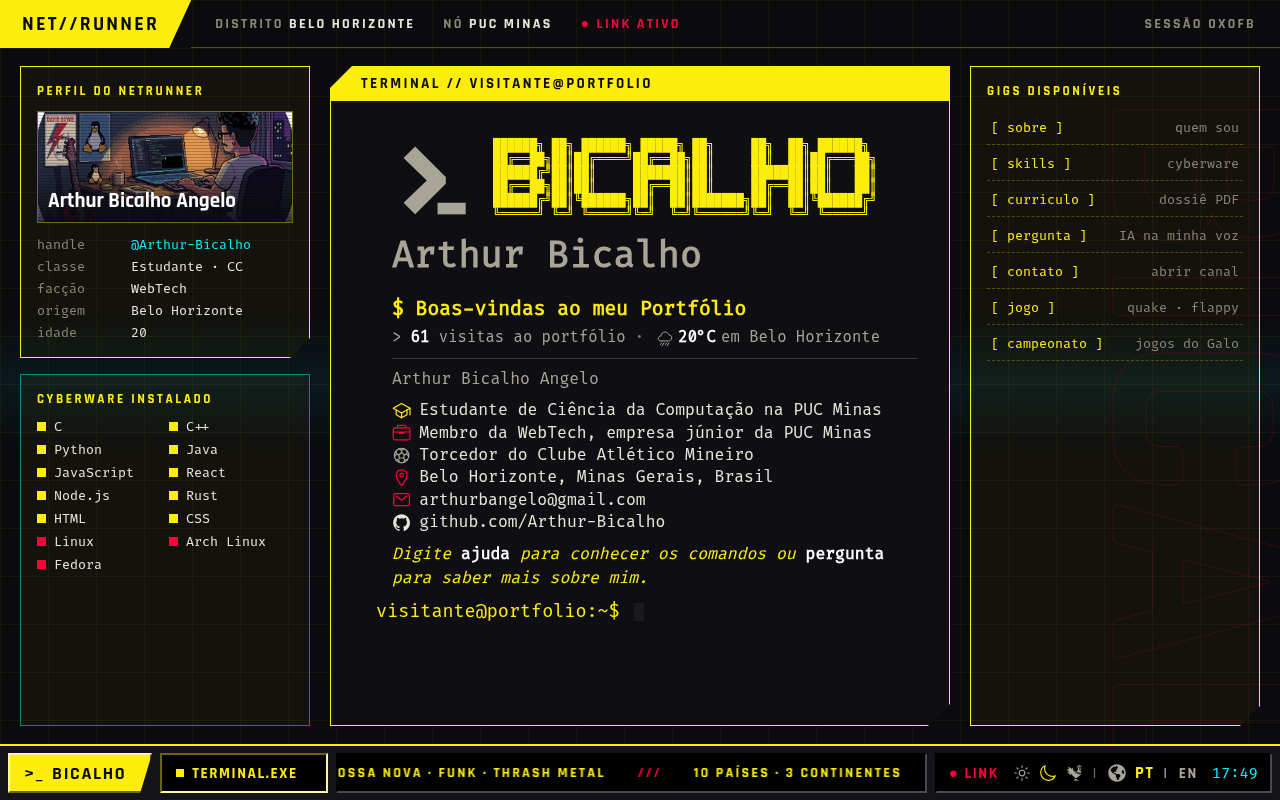 NET//RUNNER
DISTRITO BELO HORIZONTE NÓ PUC MINAS ● LINK ATIVO SESSÃO 0X0FB
PERFIL DO NETRUNNER
DAVID BOWIE
Arthur Bicalho Angelo
handle @Arthur-Bicalho
classe Estudante · CC
facção WebTech
origem Belo Horizonte
idade 20
CYBERWARE INSTALADO
C C++
Python Java
JavaScript React
Node.js Rust
HTML CSS
Linux Arch Linux
Fedora
TERMINAL // VISITANTE@PORTFOLIO
>_ BICALHO
Arthur Bicalho
$ Boas-vindas ao meu Portfólio
> 61 visitas ao portfólio · 20°C em Belo Horizonte
Arthur Bicalho Angelo
Estudante de Ciência da Computação na PUC Minas
Membro da WebTech, empresa júnior da PUC Minas
Torcedor do Clube Atlético Mineiro
Belo Horizonte, Minas Gerais, Brasil
arthurbangelo@gmail.com
github.com/Arthur-Bicalho
Digite ajuda para conhecer os comandos ou pergunta
para saber mais sobre mim.
visitante@portfolio:~$
GIGS DISPONÍVEIS
[ sobre ] quem sou
[ skills ] cyberware
[ curriculo ] dossiê PDF
[ pergunta ] IA na minha voz
[ contato ] abrir canal
[ jogo ] quake · flappy
[ campeonato ] jogos do Galo
>_ BICALHO
TERMINAL.EXE
OSSA NOVA · FUNK · THRASH METAL /// 10 PAÍSES · 3 CONTINENTES
● LINK | PT | EN 17:49